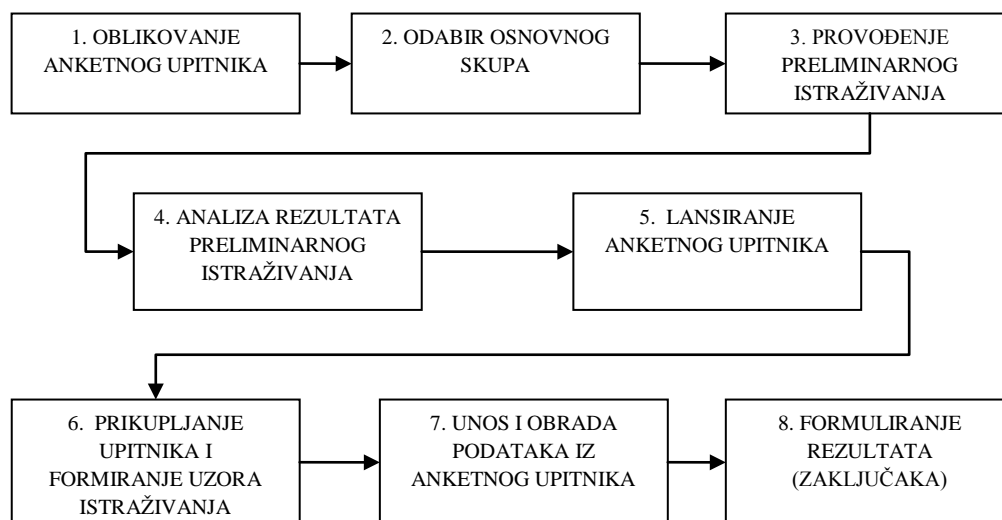 1. OBLIKOVANJE
ANKETNOG UPITNIKA
2. ODABIR OSNOVNOG
SKUPA
3. PROVOĐENJE
PRELIMINARNOG
ISTRAŽIVANJA
4. ANALIZA REZULTATA
PRELIMINARNOG
ISTRAŽIVANJA
5. LANSIRANJE
ANKETNOG UPITNIKA
6. PRIKUPLJANJE
UPITNIKA I
FORMIRANJE UZORA
ISTRAŽIVANJA
7. UNOS I OBRADA
PODATAKA IZ
ANKETNOG UPITNIKA
8. FORMULIRANJE
REZULTATA
(ZAKLJUČAKA)